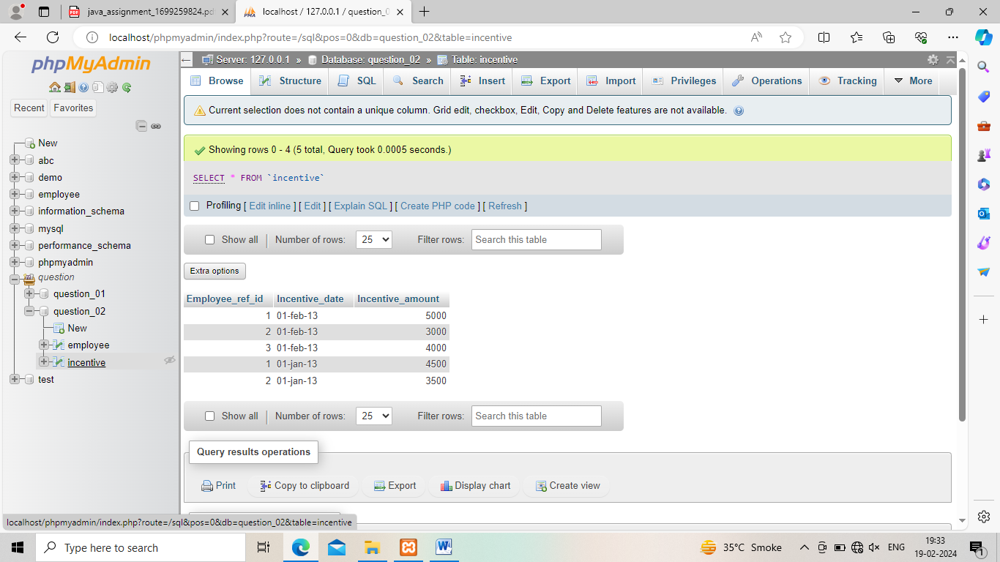 java_assignment_1699259824.pd
localhost / 127.0.0.1 / question_0
localhost/phpmyadmin/index.php?route=/sql&pos=0&db=question_02&table=incentive
phpMyAdmin
Recent Favorites
New
abc
demo
employee
information_schema
mysql
performance_schema
phpmyadmin
question
question_01
question_02
New
employee
incentive
test
Server: 127.0.0.1 » Database: question_02 » Table: incentive
Browse Structure SQL Search Insert Export Import Privileges Operations Tracking More
Current selection does not contain a unique column. Grid edit, checkbox, Edit, Copy and Delete features are not available.
Showing rows 0 - 4 (5 total, Query took 0.0005 seconds.)
SELECT * FROM `incentive`
Profiling [ Edit inline ] [ Edit ] [ Explain SQL ] [ Create PHP code ] [ Refresh ]
Show all Number of rows: 25 Filter rows: Search this table
Extra options
Employee_ref_id Incentive_date Incentive_amount
1 01-feb-13 5000
2 01-feb-13 3000
3 01-feb-13 4000
1 01-jan-13 4500
2 01-jan-13 3500
Show all Number of rows: 25 Filter rows: Search this table
Query results operations
Print Copy to clipboard Export Display chart Create view
localhost/phpmyadmin/index.php?route=/sql&pos=0&db=question_02&table=incentive
Type here to search
35°C Smoke
ENG
19:33
19-02-2024
1